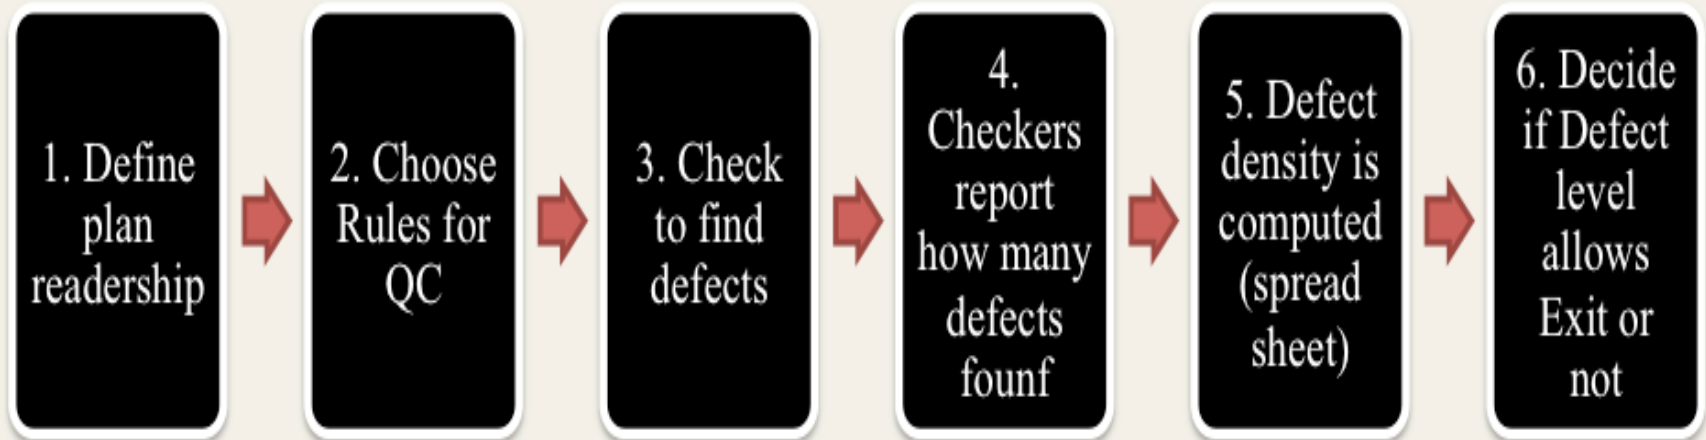 1. Define
plan
readership
2. Choose
Rules for
QC
3. Check
to find
defects
4.
Checkers
report
how many
defects
founf
5. Defect
density is
computed
(spread
sheet)
6. Decide
if Defect
level
allows
Exit or
not